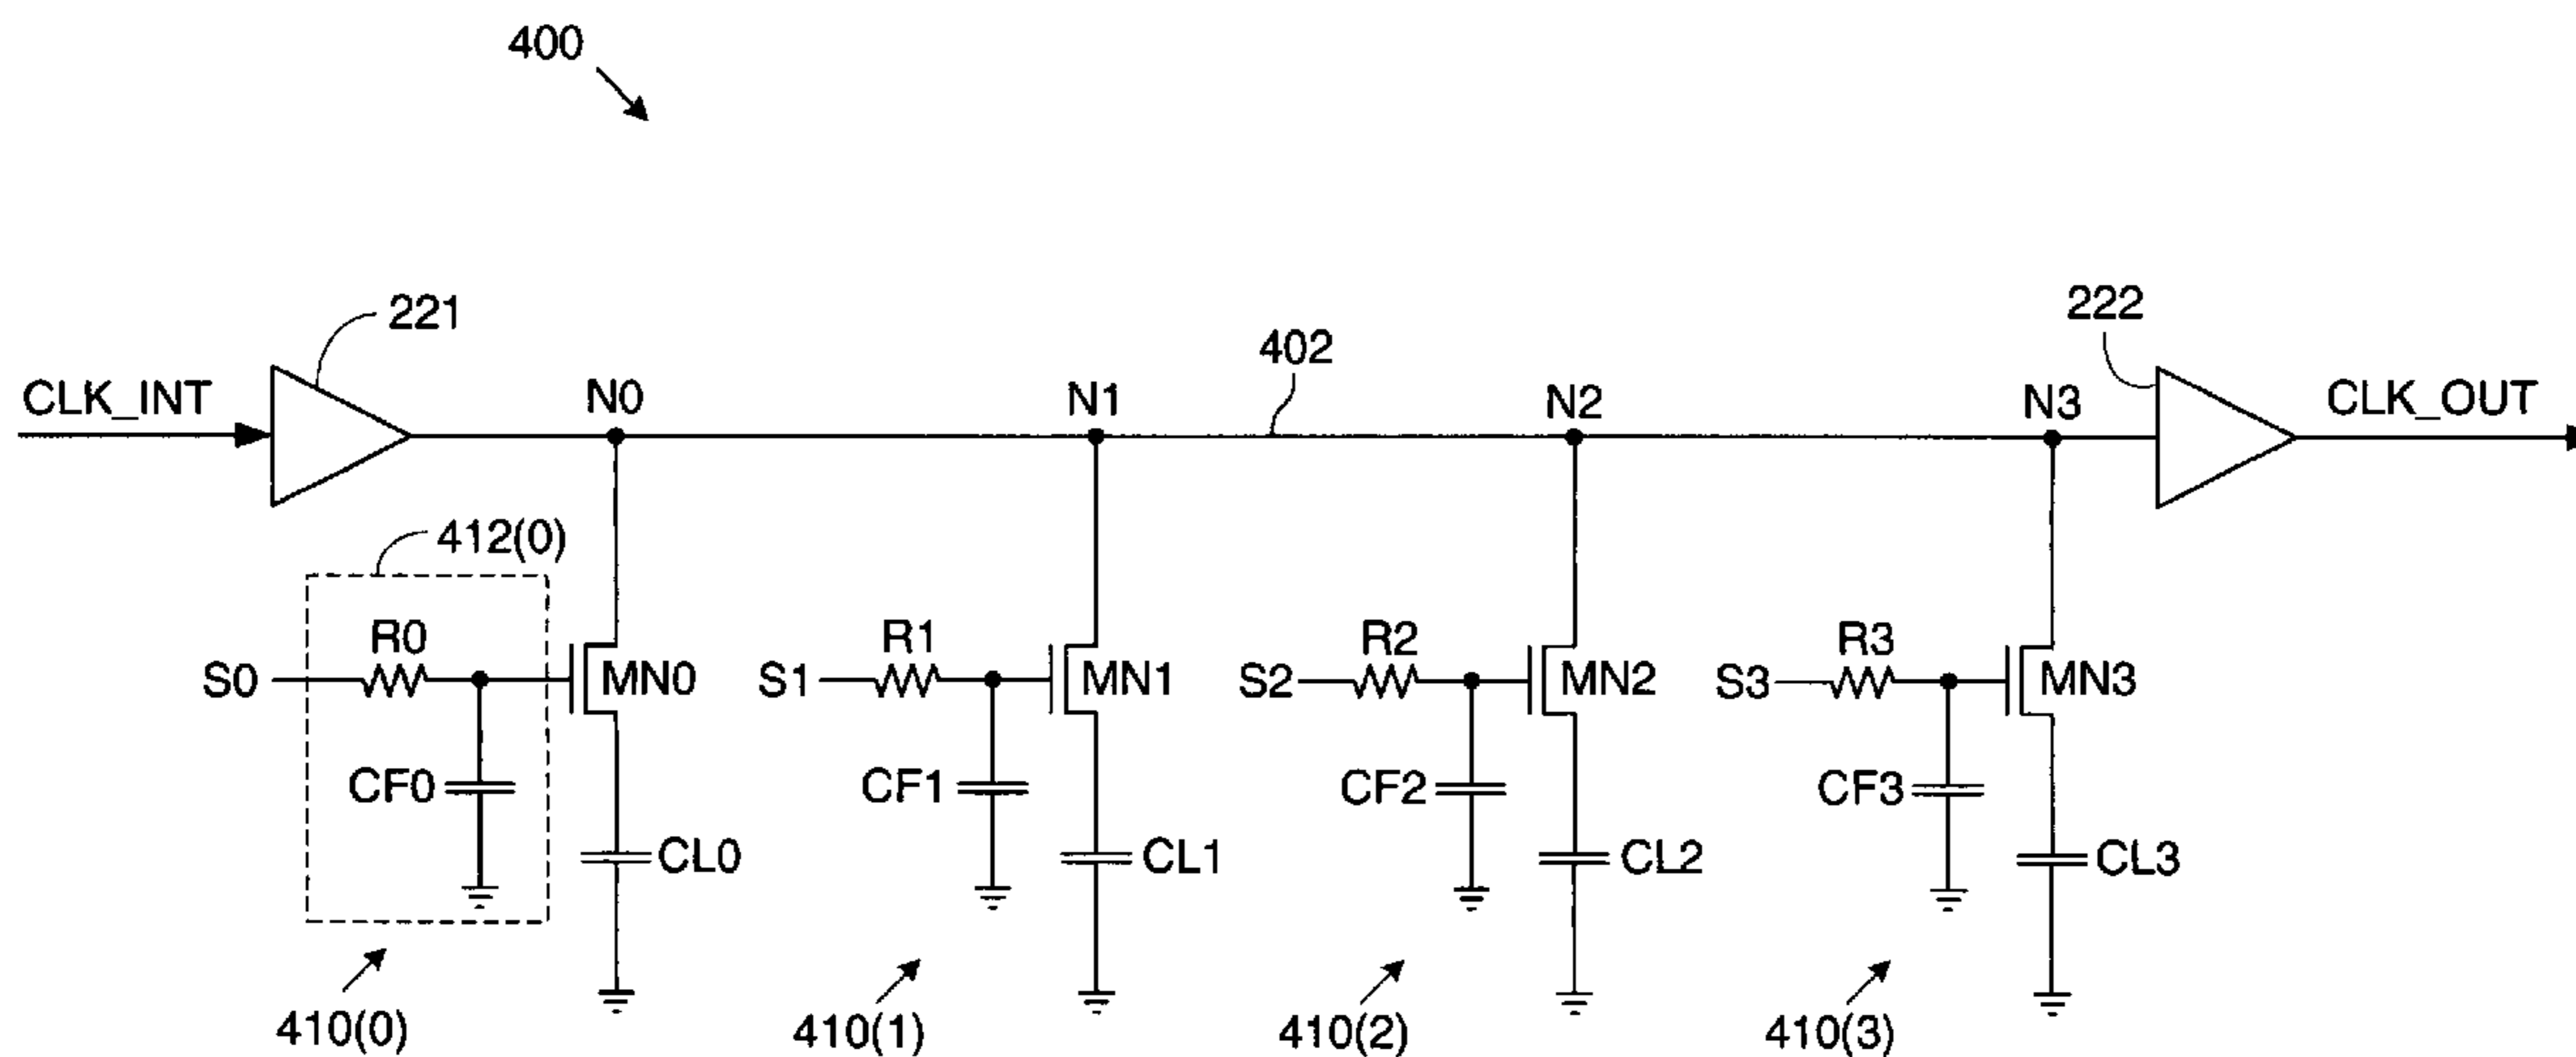 400
221
222
402
CLK_INT
N0
N1
N2
N3
CLK_OUT
412(0)
R0
R1
R2
R3
S0
MN0
S1
MN1
S2
MN2
S3
MN3
CF0
CF1
CF2
CF3
CL0
CL1
CL2
CL3
410(0)
410(1)
410(2)
410(3)